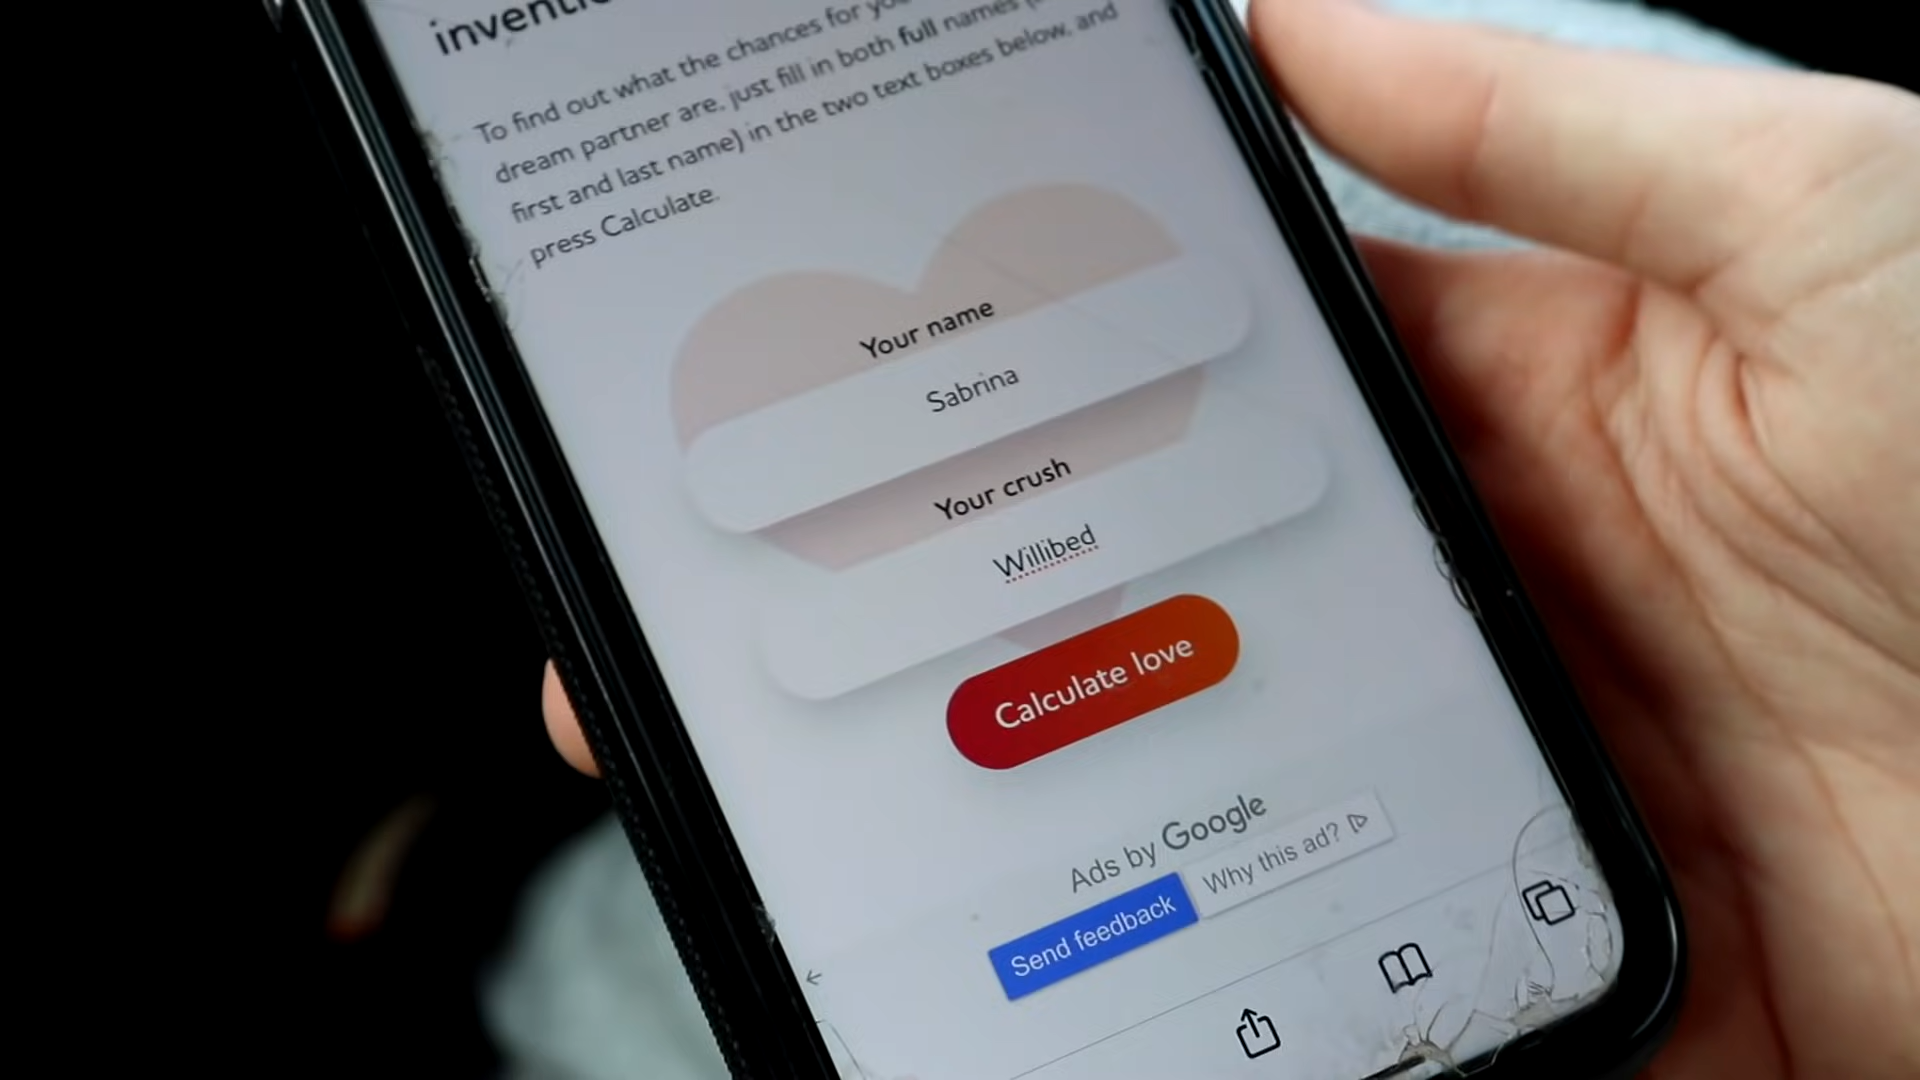 To find out what the chances for
dream partner are, just fill in both full names
first and last name) in the two text boxes below, and
press Calculate.
Your name
Sabrina
Your crush
Willibed
Calculate love
Ads by Google
Send feedback
Why this ad?